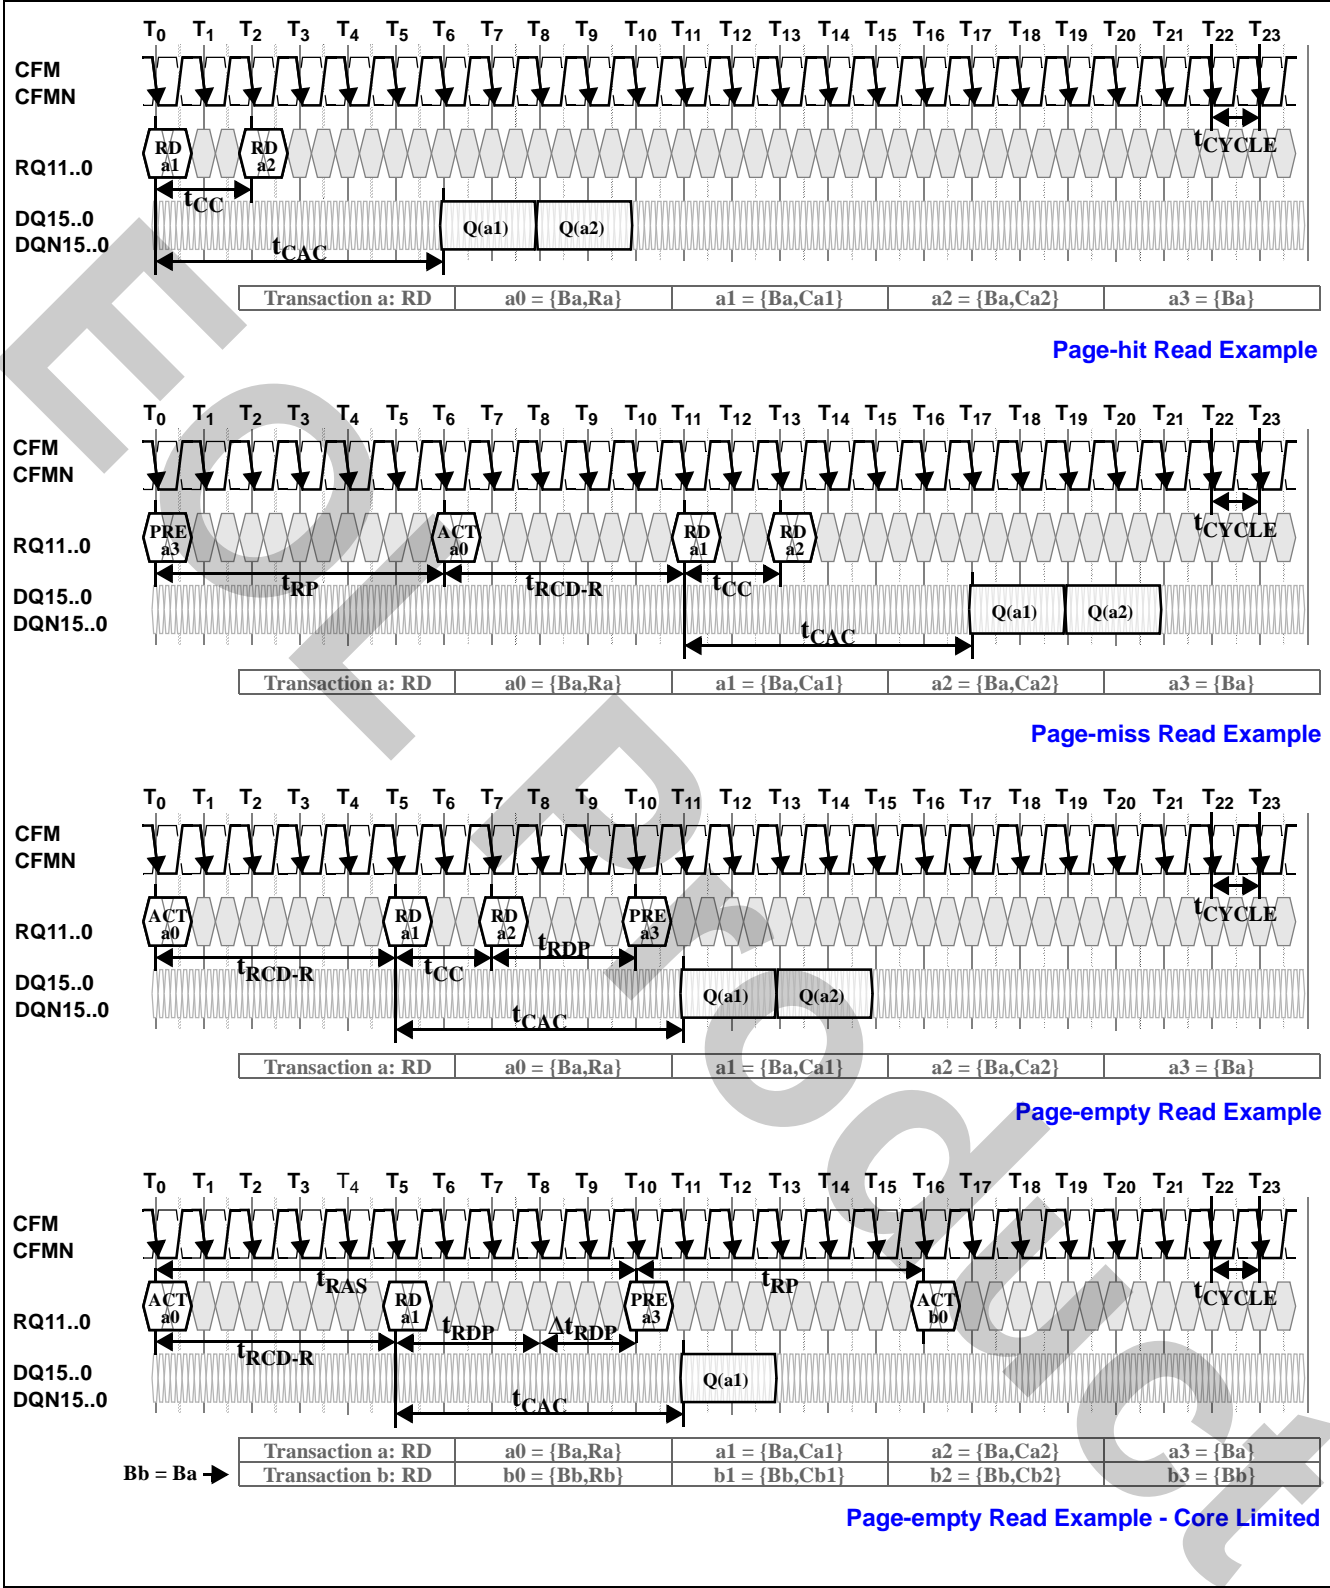 T0 T1 T2 T3 T4 T5 T6 T7 T8 T9 T10 T11 T12 T13 T14 T15 T16 T17 T18 T19 T20 T21 T22 T23
CFM
CFMN
tCYCLE
RQ11..0
RD a1
RD a2
tCC
DQ15..0
DQN15..0
Q(a1)
Q(a2)
tCAC
Transaction a: RD a0 = {Ba,Ra} a1 = {Ba,Ca1} a2 = {Ba,Ca2} a3 = {Ba}
Page-hit Read Example
T0 T1 T2 T3 T4 T5 T6 T7 T8 T9 T10 T11 T12 T13 T14 T15 T16 T17 T18 T19 T20 T21 T22 T23
CFM
CFMN
tCYCLE
RQ11..0
PRE a3
ACT a0
RD a1
RD a2
tRP
tRCD-R
tCC
DQ15..0
DQN15..0
Q(a1)
Q(a2)
tCAC
Transaction a: RD a0 = {Ba,Ra} a1 = {Ba,Ca1} a2 = {Ba,Ca2} a3 = {Ba}
Page-miss Read Example
T0 T1 T2 T3 T4 T5 T6 T7 T8 T9 T10 T11 T12 T13 T14 T15 T16 T17 T18 T19 T20 T21 T22 T23
CFM
CFMN
tCYCLE
RQ11..0
ACT a0
RD a1
RD a2
PRE a3
tRCD-R
tCC
tRDP
DQ15..0
DQN15..0
Q(a1)
Q(a2)
tCAC
Transaction a: RD a0 = {Ba,Ra} a1 = {Ba,Ca1} a2 = {Ba,Ca2} a3 = {Ba}
Page-empty Read Example
T0 T1 T2 T3 T4 T5 T6 T7 T8 T9 T10 T11 T12 T13 T14 T15 T16 T17 T18 T19 T20 T21 T22 T23
CFM
CFMN
tRAS
tRP
tCYCLE
RQ11..0
ACT a0
RD a1
PRE a3
ACT b0
tRCD-R
tRDP
ΔtRDP
DQ15..0
DQN15..0
Q(a1)
tCAC
Transaction a: RD a0 = {Ba,Ra} a1 = {Ba,Ca1} a2 = {Ba,Ca2} a3 = {Ba}
Bb = Ba Transaction b: RD b0 = {Bb,Rb} b1 = {Bb,Cb1} b2 = {Bb,Cb2} b3 = {Bb}
Page-empty Read Example - Core Limited
EOL Product